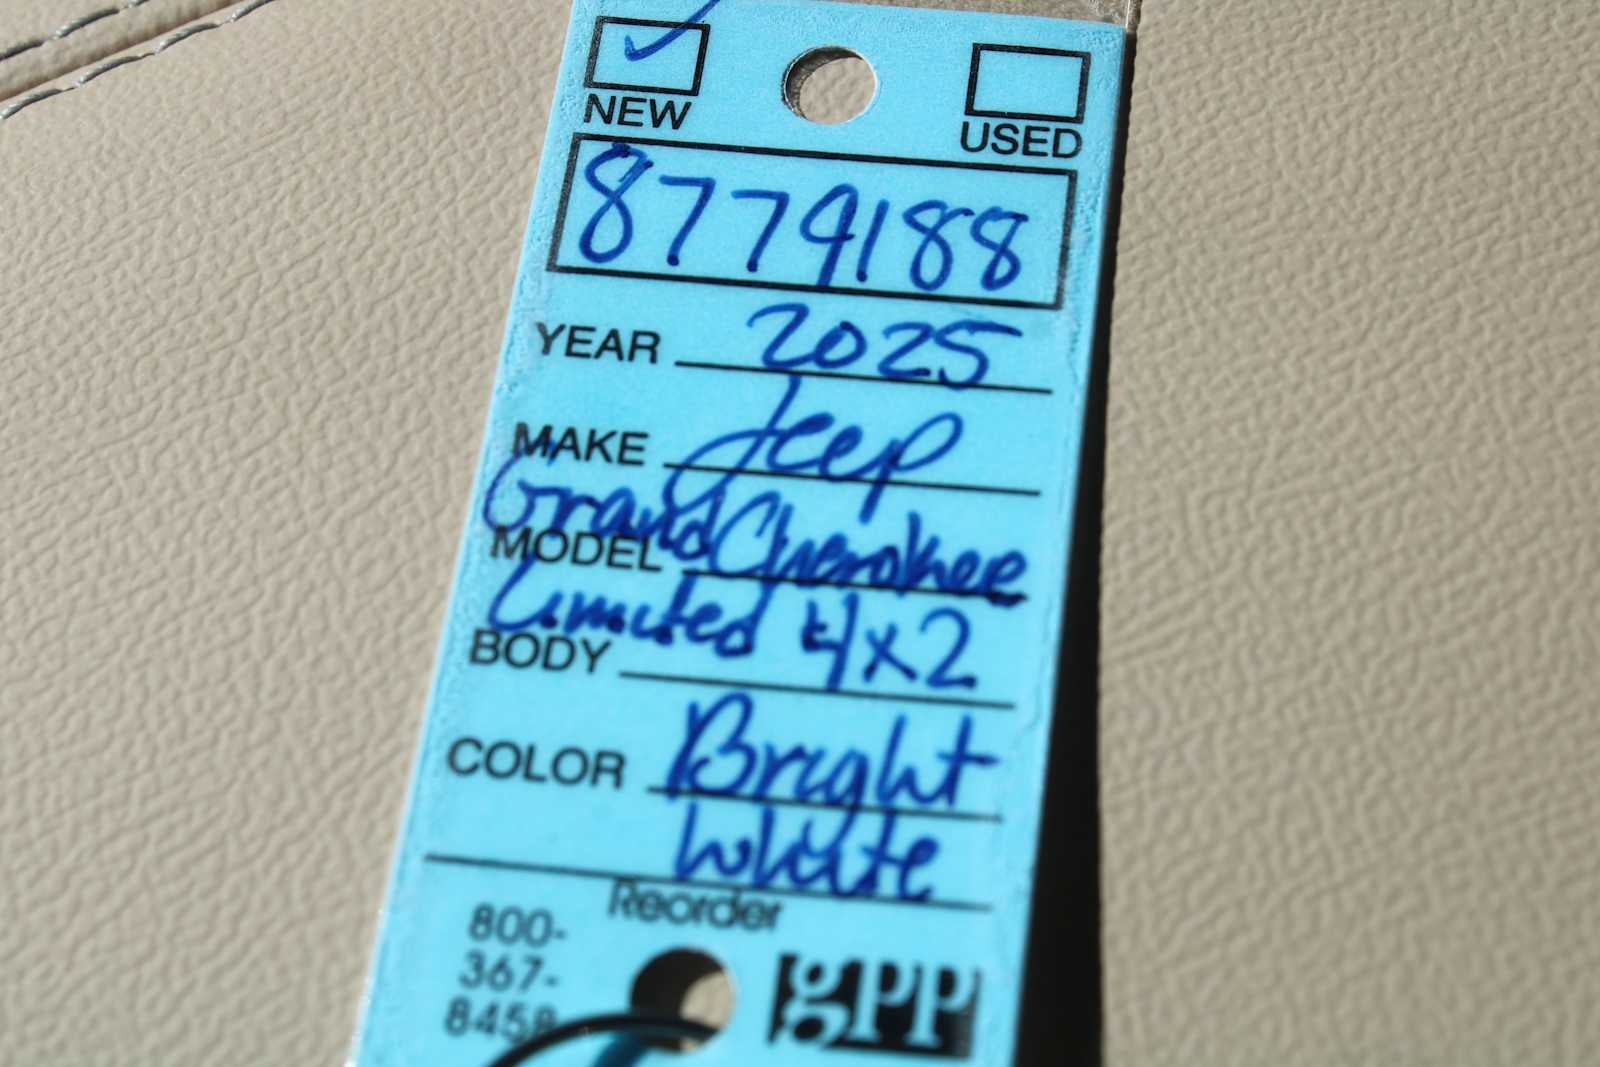 NEW USED
8779188
YEAR 2025
MAKE Jeep
Grand Cherokee
MODEL
Limited 4x2
BODY
COLOR Bright
White
Reorder
800-
367-
8458
gPP